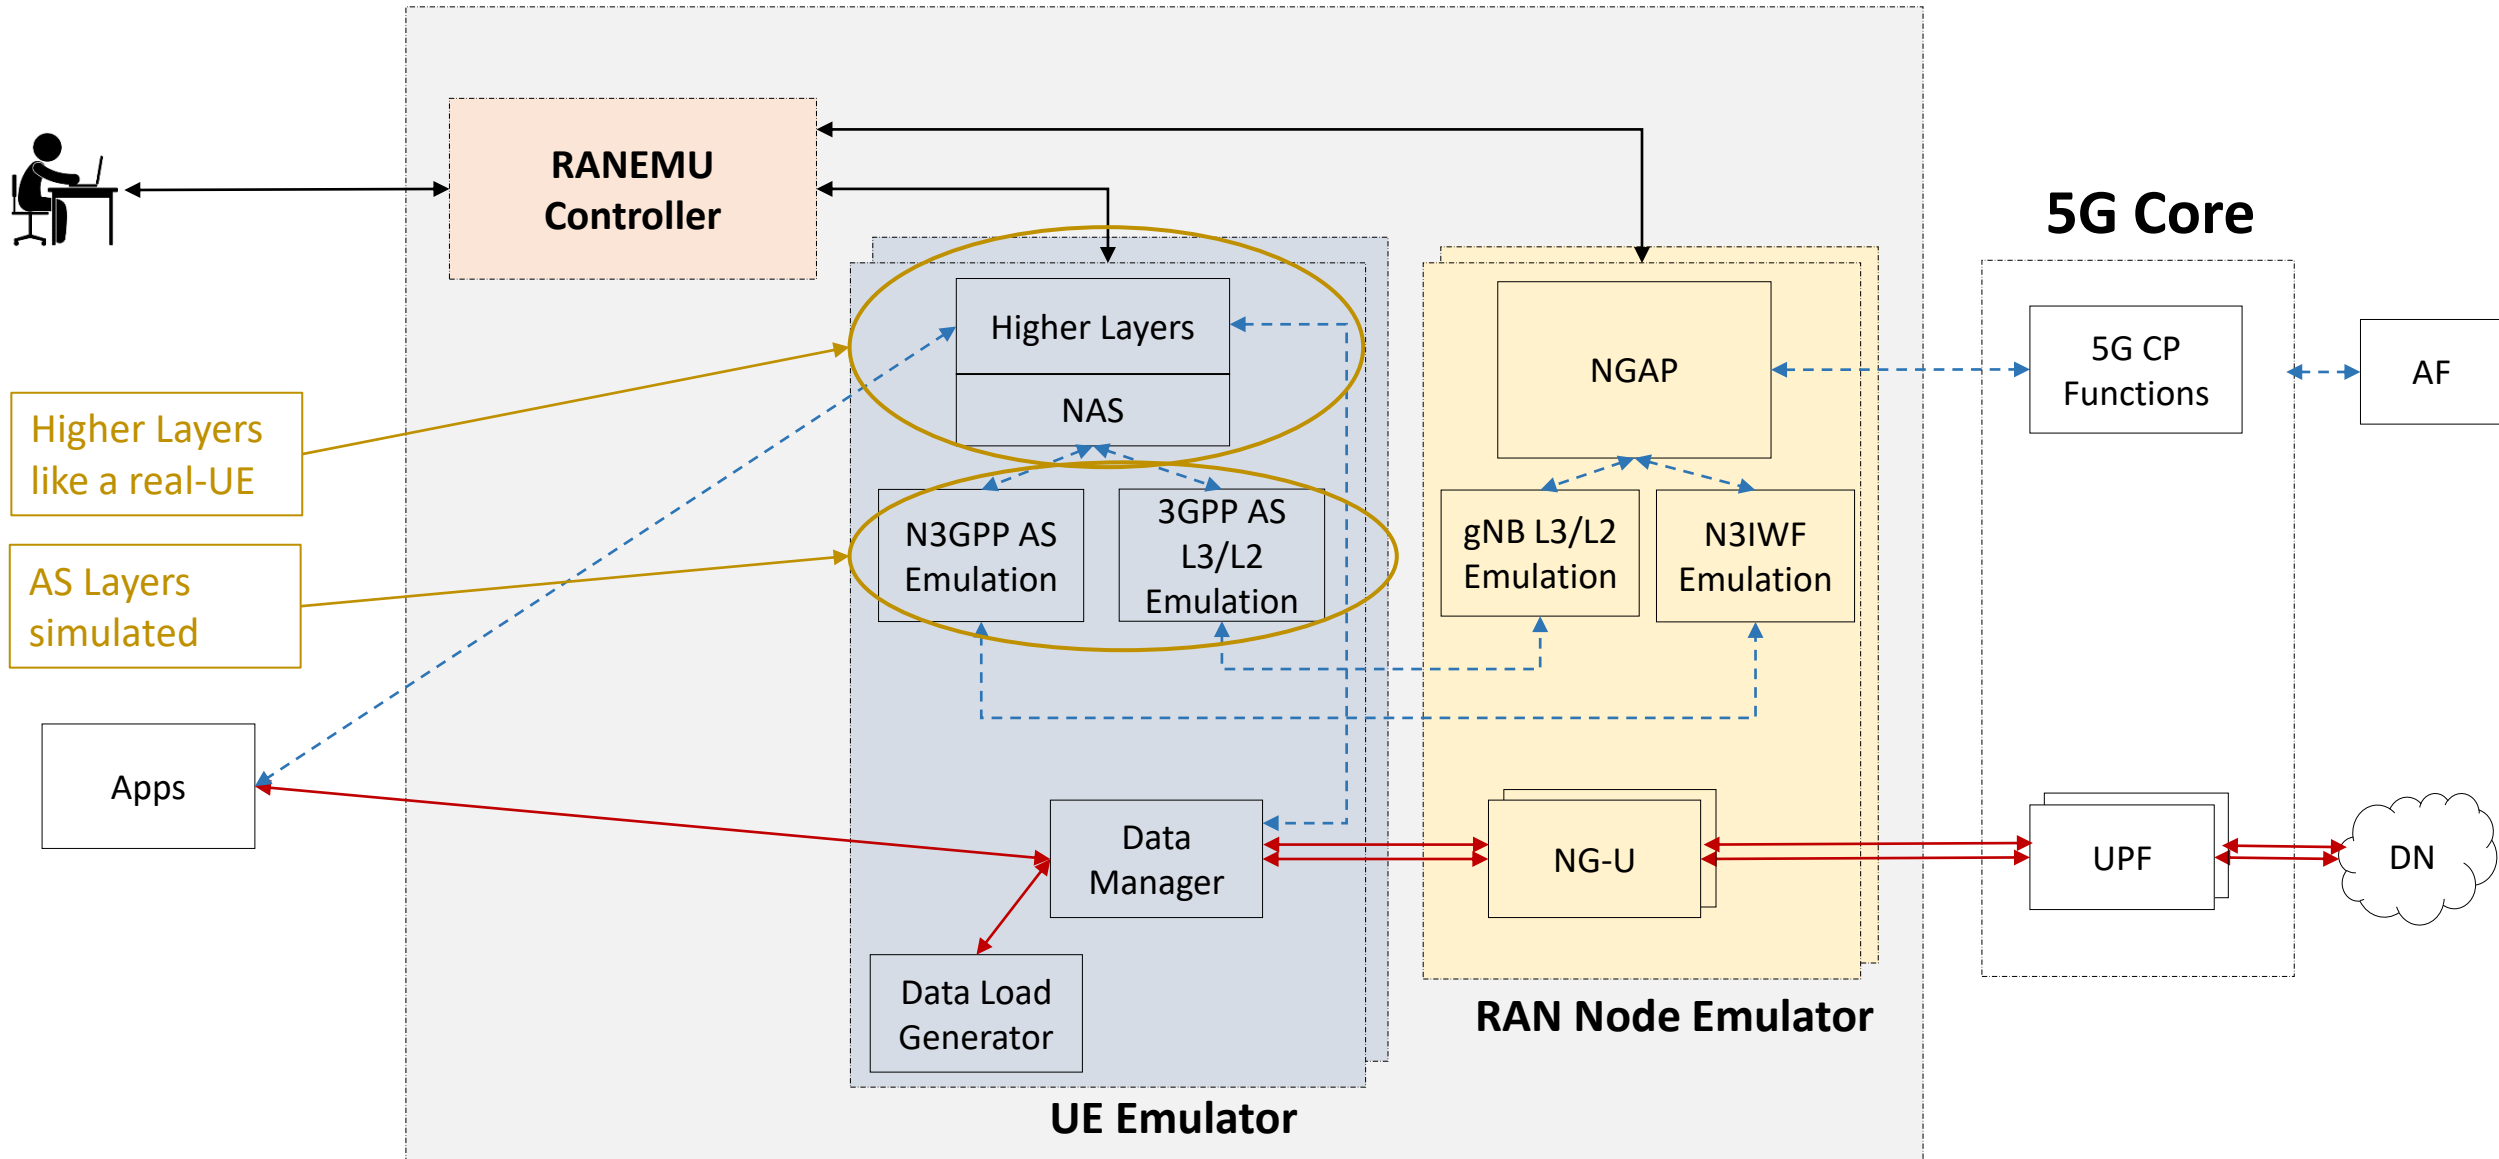 RANEMU
Controller
5G Core
Higher Layers
NAS
NGAP
5G CP
Functions
AF
Higher Layers
like a real-UE
N3GPP AS
Emulation
3GPP AS
L3/L2
Emulation
gNB L3/L2
Emulation
N3IWF
Emulation
AS Layers
simulated
Apps
Data
Manager
NG-U
UPF
DN
Data Load
Generator
RAN Node Emulator
UE Emulator